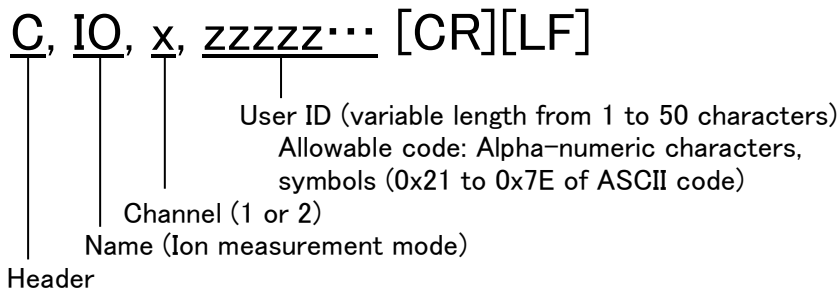 C, IO, x, zzzzz··· [CR][LF]
User ID (variable length from 1 to 50 characters)
Allowable code: Alpha-numeric characters,
symbols (0x21 to 0x7E of ASCII code)
Channel (1 or 2)
Name (Ion measurement mode)
Header